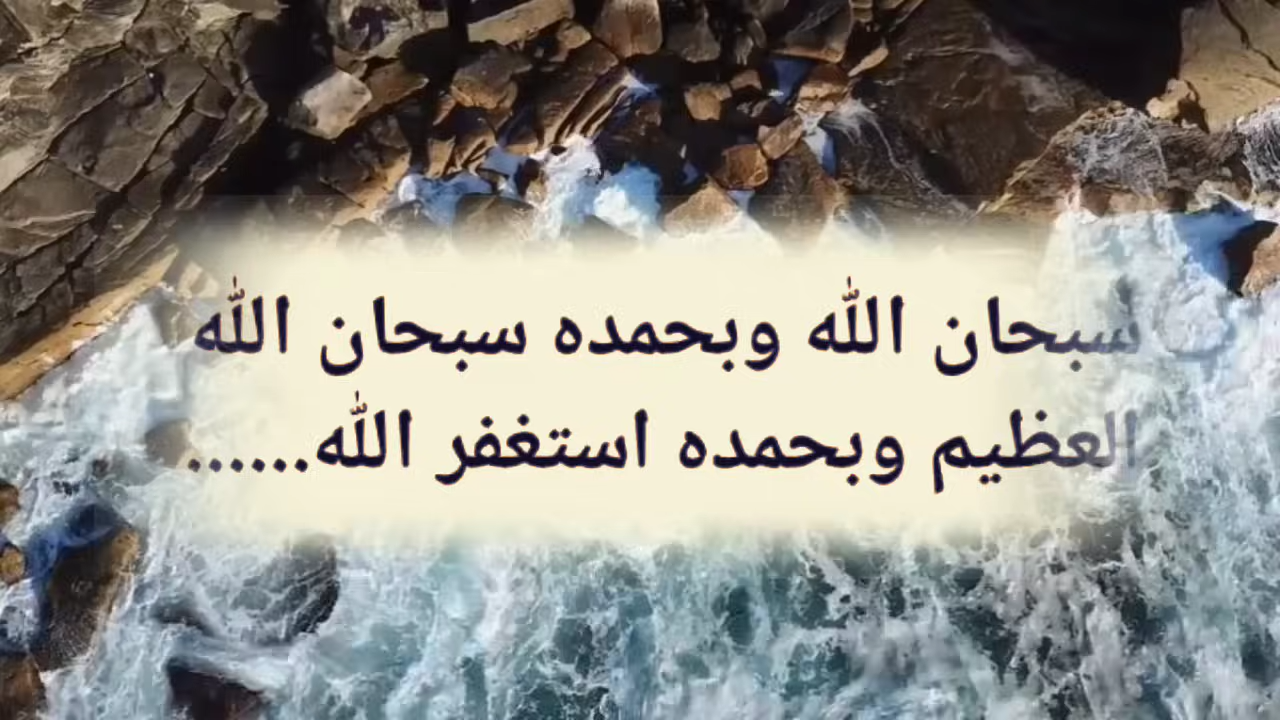 سبحان الله وبحمده سبحان الله
العظيم وبحمده استغفر الله......